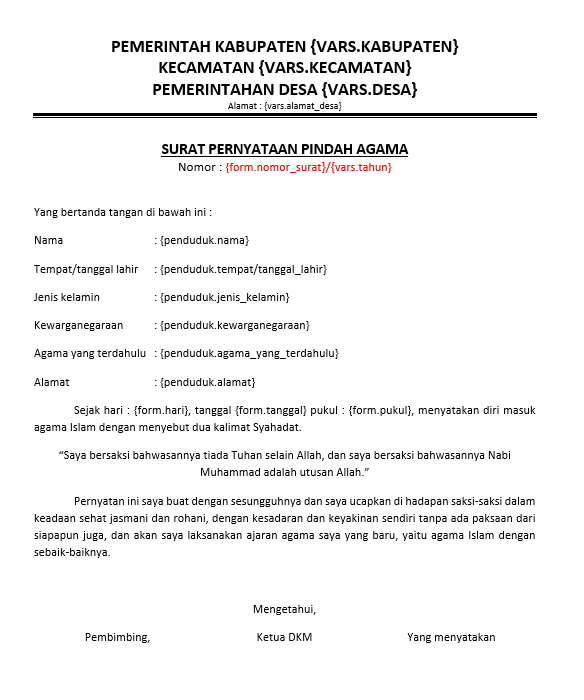 PEMERINTAH KABUPATEN {VARS.KABUPATEN}
KECAMATAN {VARS.KECAMATAN}
PEMERINTAHAN DESA {VARS.DESA}
Alamat : {vars.alamat_desa}
SURAT PERNYATAAN PINDAH AGAMA
Nomor : {form.nomor_surat}/{vars.tahun}
Yang bertanda tangan di bawah ini :
Nama : {penduduk.nama}
Tempat/tanggal lahir : {penduduk.tempat/tanggal_lahir}
Jenis kelamin : {penduduk.jenis_kelamin}
Kewarganegaraan : {penduduk.kewarganegaraan}
Agama yang terdahulu : {penduduk.agama_yang_terdahulu}
Alamat : {penduduk.alamat}
Sejak hari : {form.hari}, tanggal {form.tanggal} pukul : {form.pukul}, menyatakan diri masuk
agama Islam dengan menyebut dua kalimat Syahadat.
“Saya bersaksi bahwasannya tiada Tuhan selain Allah, dan saya bersaksi bahwasannya Nabi
Muhammad adalah utusan Allah.”
Pernyatan ini saya buat dengan sesungguhnya dan saya ucapkan di hadapan saksi-saksi dalam
keadaan sehat jasmani dan rohani, dengan kesadaran dan keyakinan sendiri tanpa ada paksaan dari
siapapun juga, dan akan saya laksanakan ajaran agama saya yang baru, yaitu agama Islam dengan
sebaik-baiknya.
Mengetahui,
Pembimbing, Ketua DKM Yang menyatakan